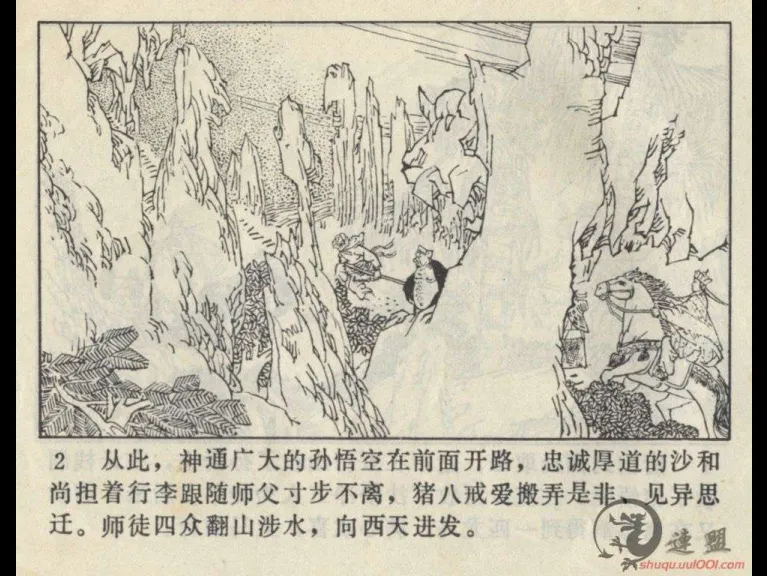 2 从此，神通广大的孙悟空在前面开路，忠诚厚道的沙和
尚担着行李跟随师父寸步不离，猪八戒爱搬弄是非、见异思
迁。师徒四众翻山涉水，向西天进发。
連盟
shuqu.uu1001.com